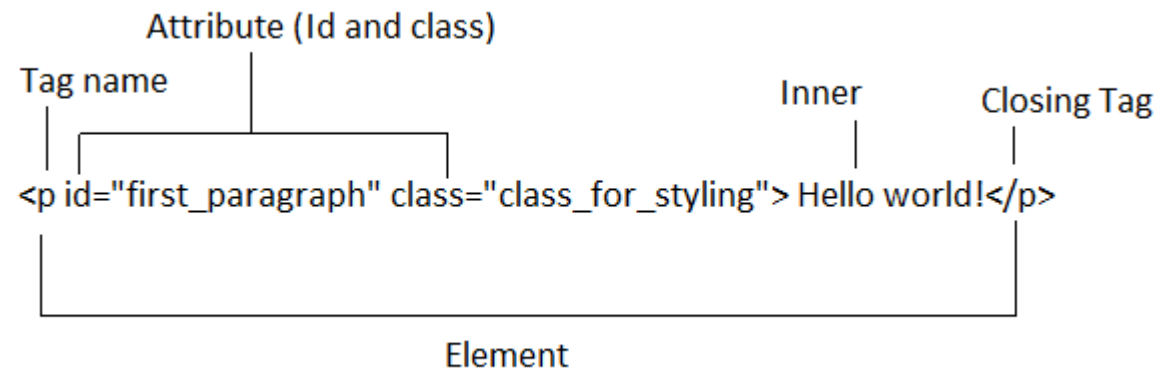 Attribute (Id and class)
Tag name
Inner
Closing Tag
<p id="first_paragraph" class="class_for_styling"> Hello world!</p>
Element